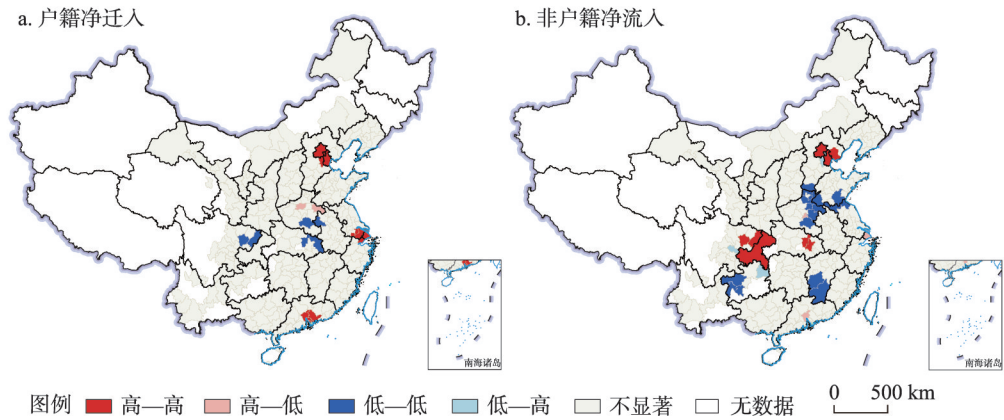 a. 户籍净迁入
b. 非户籍净流入
南海诸岛
南海诸岛
图例 高—高 高—低 低—低 低—高 不显著 无数据 0 500 km